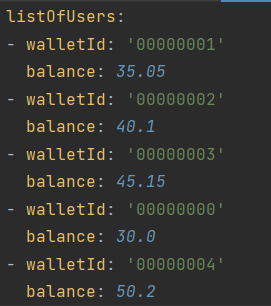 listOfUsers:
- walletId: '00000001'
  balance: 35.05
- walletId: '00000002'
  balance: 40.1
- walletId: '00000003'
  balance: 45.15
- walletId: '00000000'
  balance: 30.0
- walletId: '00000004'
  balance: 50.2